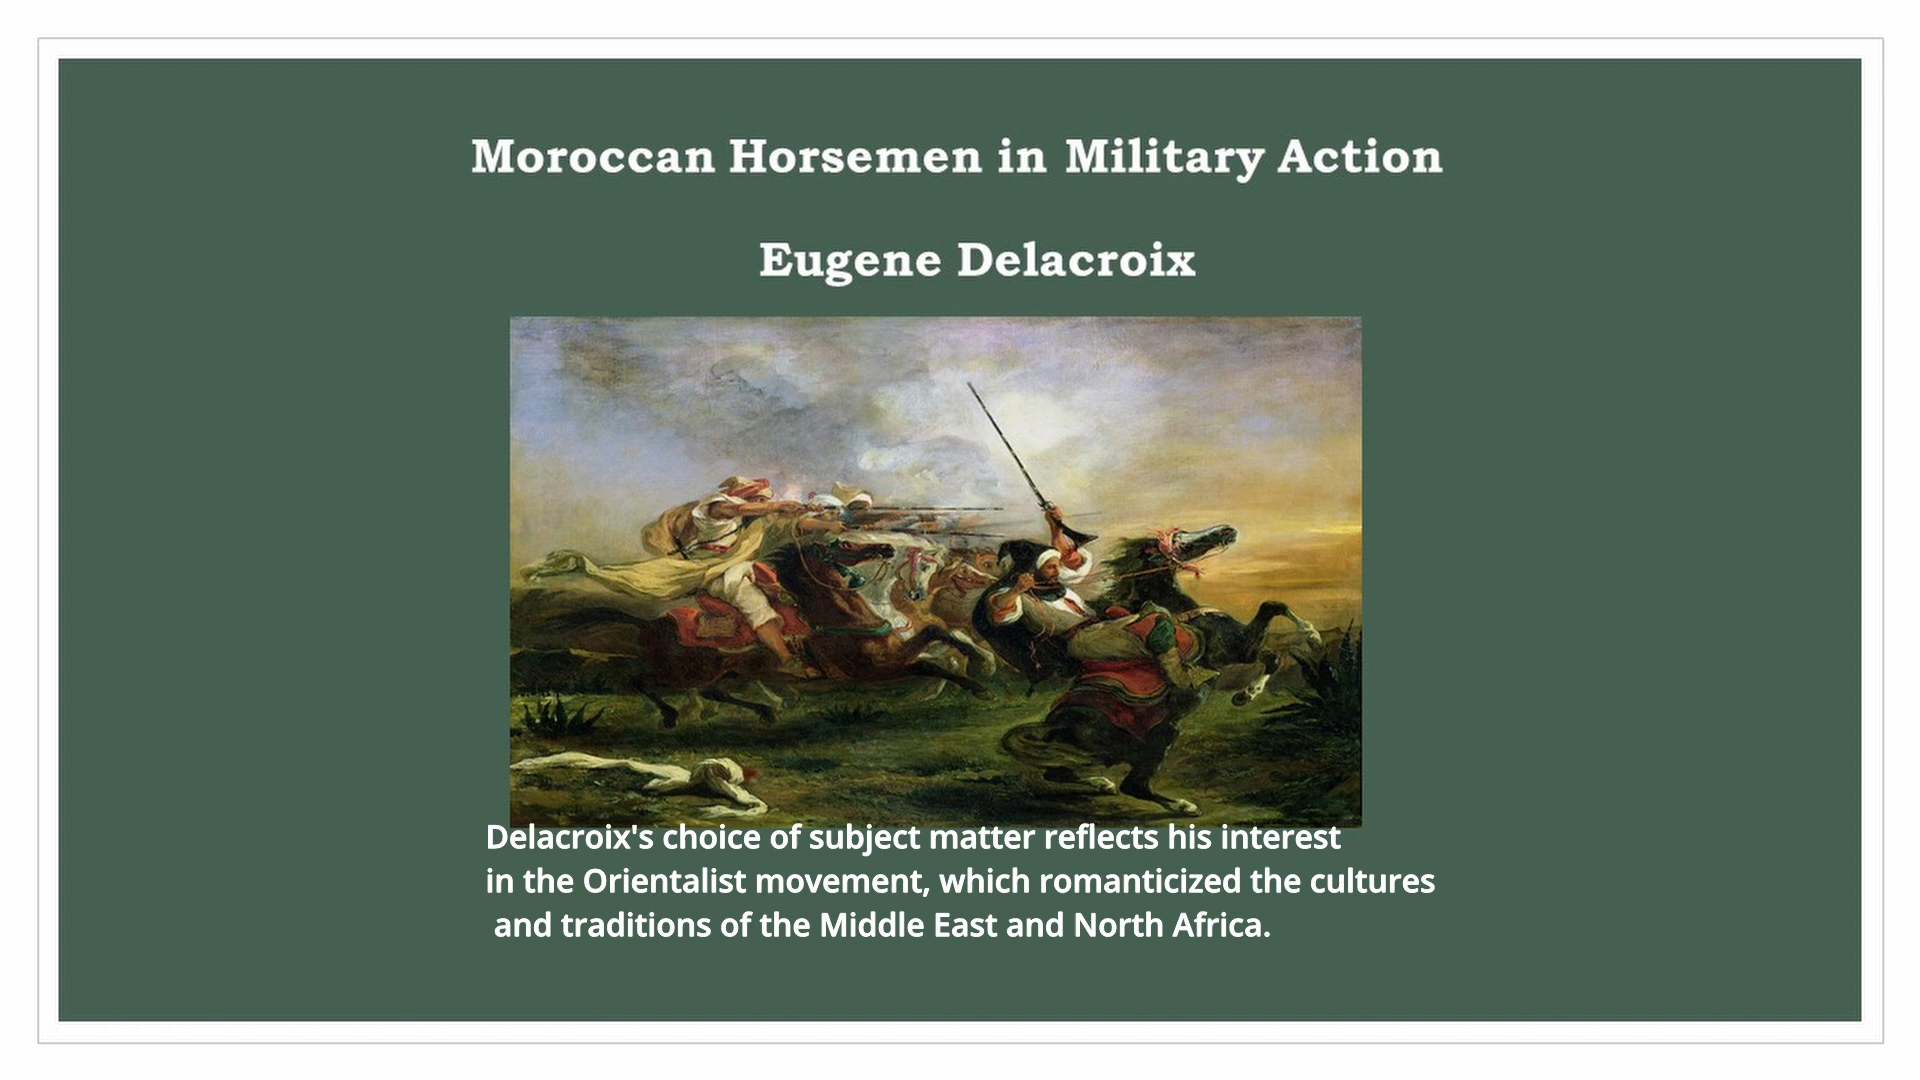 Moroccan Horsemen in Military Action
Eugene Delacroix
Delacroix's choice of subject matter reflects his interest
in the Orientalist movement, which romanticized the cultures
and traditions of the Middle East and North Africa.